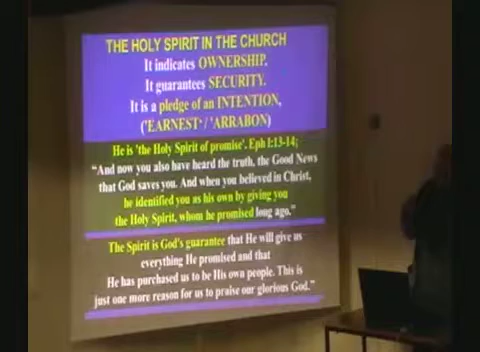 THE HOLY SPIRIT IN THE CHURCH
It indicates OWNERSHIP.
It guarantees SECURITY.
It is a pledge of an INTENTION,
('EARNEST' / 'ARRABON)
He is 'the Holy Spirit of promise'. Eph 1:13-14;
“And now you also have heard the truth, the Good News
that God saves you. And when you believed in Christ,
he identified you as his own by giving you
the Holy Spirit, whom he promised long ago.”
The Spirit is God's guarantee that He will give us
everything He promised and that
He has purchased us to be His own people. This is
just one more reason for us to praise our glorious God.”